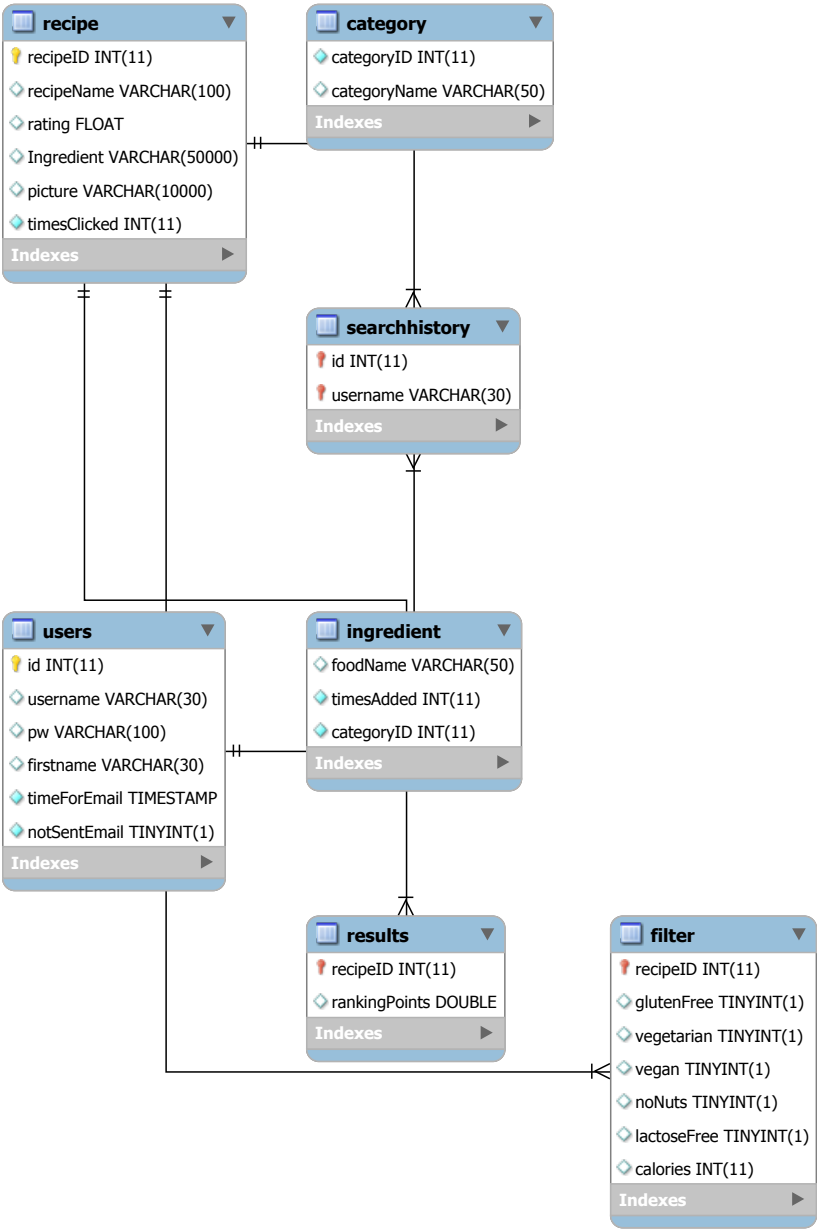 recipe
recipeID INT(11)
recipeName VARCHAR(100)
rating FLOAT
Ingredient VARCHAR(50000)
picture VARCHAR(10000)
timesClicked INT(11)
Indexes
category
categoryID INT(11)
categoryName VARCHAR(50)
Indexes
searchhistory
id INT(11)
username VARCHAR(30)
Indexes
users
id INT(11)
username VARCHAR(30)
pw VARCHAR(100)
firstname VARCHAR(30)
timeForEmail TIMESTAMP
notSentEmail TINYINT(1)
Indexes
ingredient
foodName VARCHAR(50)
timesAdded INT(11)
categoryID INT(11)
Indexes
results
recipeID INT(11)
rankingPoints DOUBLE
Indexes
filter
recipeID INT(11)
glutenFree TINYINT(1)
vegetarian TINYINT(1)
vegan TINYINT(1)
noNuts TINYINT(1)
lactoseFree TINYINT(1)
calories INT(11)
Indexes